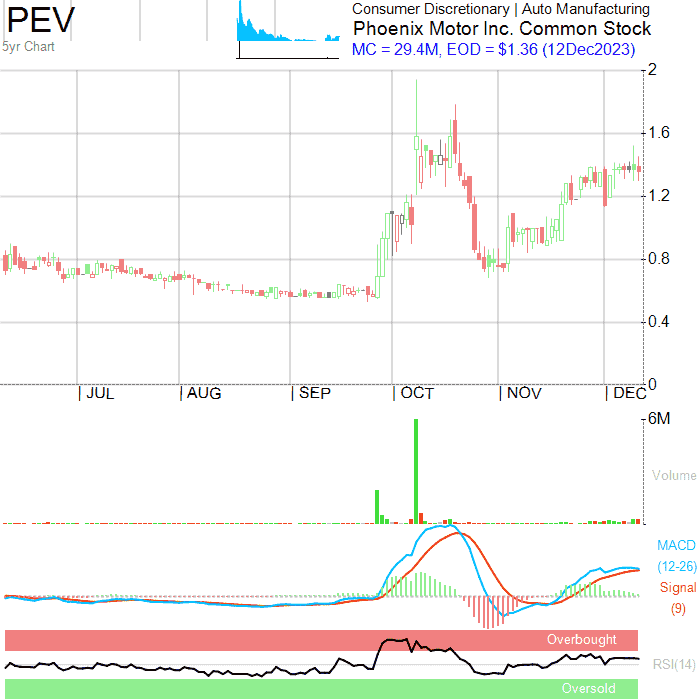 PEV
5yr Chart
Consumer Discretionary | Auto Manufacturing
Phoenix Motor Inc. Common Stock
MC = 29.4M, EOD = $1.36 (12Dec2023)
2
1.6
1.2
0.8
0.4
0
| JUL | AUG | SEP | OCT | NOV | DEC
6M
Volume
MACD
(12-26)
Signal
(9)
Overbought
RSI(14)
Oversold